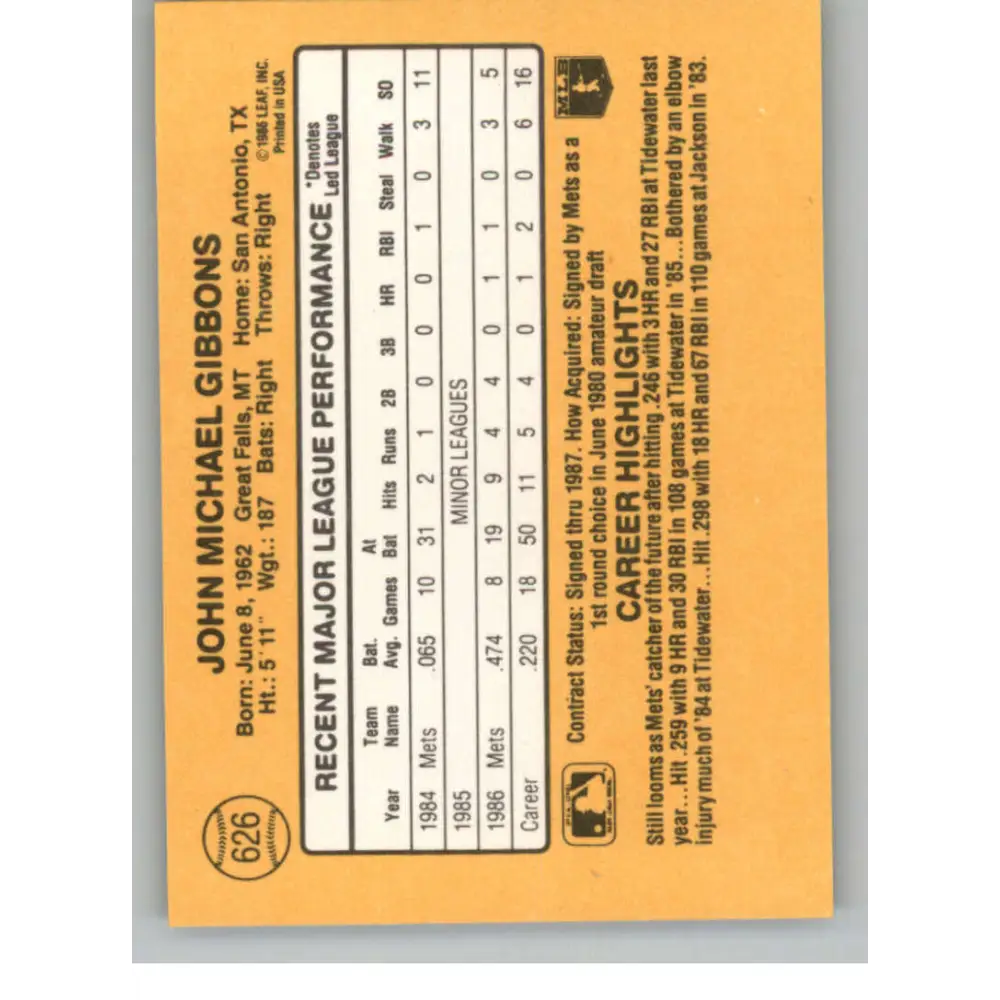 626
JOHN MICHAEL GIBBONS
Born: June 8, 1962 Great Falls, MT Home: San Antonio, TX
Ht.: 5'11" Wgt.: 187 Bats: Right Throws: Right
©1986 LEAF, INC.
Printed in USA
RECENT MAJOR LEAGUE PERFORMANCE
*Denotes
Led League
Year Team Name Bat. Avg. Games At Bat Hits Runs 2B 3B HR RBI Steal Walk SO
1984 Mets .065 10 31 2 1 0 0 0 1 0 3 11
1985 MINOR LEAGUES
1986 Mets .474 8 19 9 4 4 0 1 1 0 3 5
Career .220 18 50 11 5 4 0 1 2 0 6 16
Contract Status: Signed thru 1987. How Acquired: Signed by Mets as a
1st round choice in June 1980 amateur draft
MLB
CAREER HIGHLIGHTS
Still looms as Mets' catcher of the future after hitting .246 with 3 HR and 27 RBI at Tidewater last
year...Hit .259 with 9 HR and 30 RBI in 108 games at Tidewater in '85...Bothered by an elbow
injury much of '84 at Tidewater...Hit .298 with 18 HR and 67 RBI in 110 games at Jackson in '83.